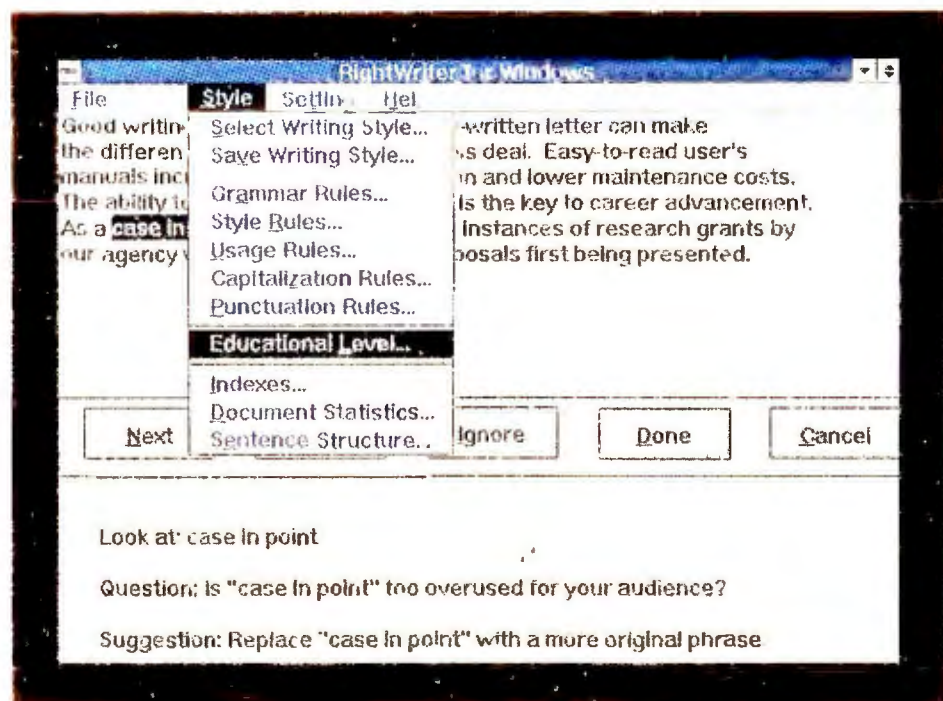 RightWriter for Windows
File Style Settin Hel
Good writin -written letter can make
the differen s deal. Easy-to-read user's
manuals inc n and lower maintenance costs.
The ability to is the key to career advancement.
As a case in instances of research grants by
our agency posals first being presented.
Select Writing Style...
Save Writing Style...
Grammar Rules...
Style Rules...
Usage Rules...
Capitalization Rules...
Punctuation Rules...
Educational Level...
Indexes...
Document Statistics...
Sentence Structure...
Next Ignore Done Cancel
Look at: case in point
Question: Is "case in point" too overused for your audience?
Suggestion: Replace "case in point" with a more original phrase